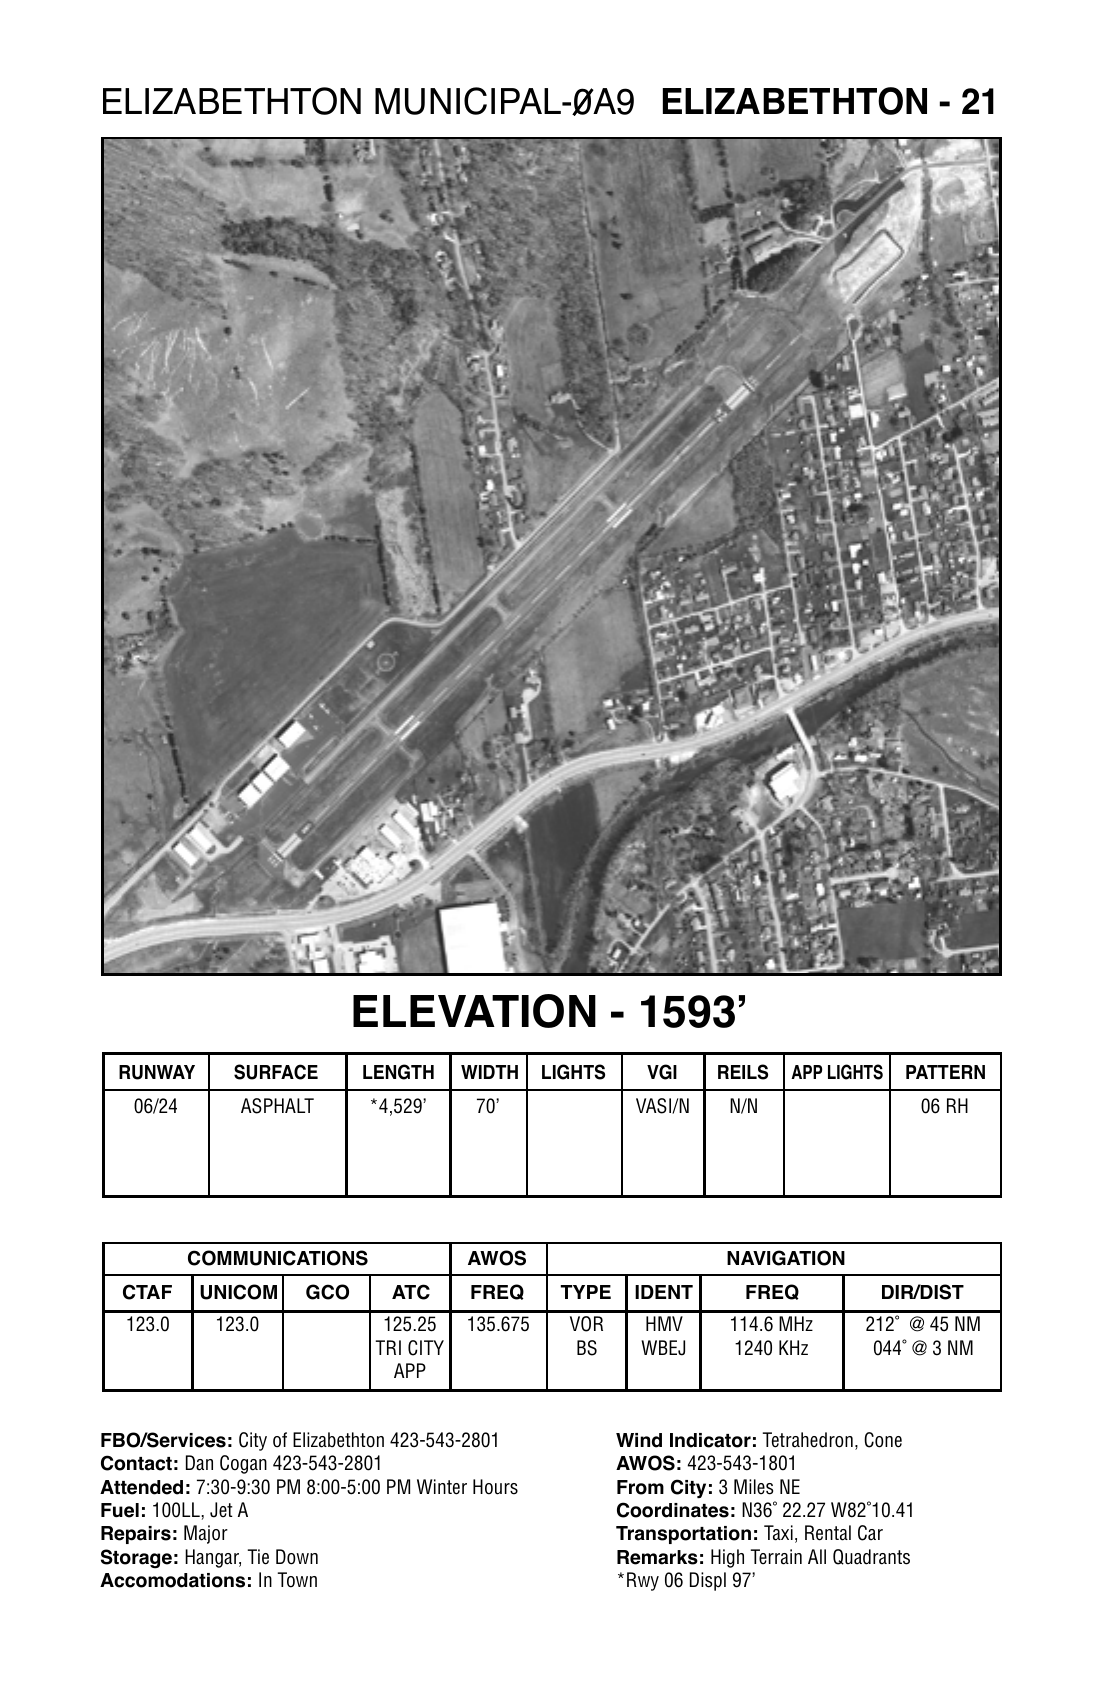 ELIZABETHTON MUNICIPAL-ØA9 ELIZABETHTON - 21
ELEVATION - 1593’
RUNWAY SURFACE LENGTH WIDTH LIGHTS VGI REILS APP LIGHTS PATTERN
06/24 ASPHALT *4,529’ 70’ VASI/N N/N 06 RH
COMMUNICATIONS AWOS NAVIGATION
CTAF UNICOM GCO ATC FREQ TYPE IDENT FREQ DIR/DIST
123.0 123.0 125.25 135.675 VOR HMV 114.6 MHz 212˚ @ 45 NM
TRI CITY BS WBEJ 1240 KHz 044˚ @ 3 NM
APP
FBO/Services: City of Elizabethton 423-543-2801
Contact: Dan Cogan 423-543-2801
Attended: 7:30-9:30 PM 8:00-5:00 PM Winter Hours
Fuel: 100LL, Jet A
Repairs: Major
Storage: Hangar, Tie Down
Accomodations: In Town
Wind Indicator: Tetrahedron, Cone
AWOS: 423-543-1801
From City: 3 Miles NE
Coordinates: N36˚ 22.27 W82˚10.41
Transportation: Taxi, Rental Car
Remarks: High Terrain All Quadrants
*Rwy 06 Displ 97’